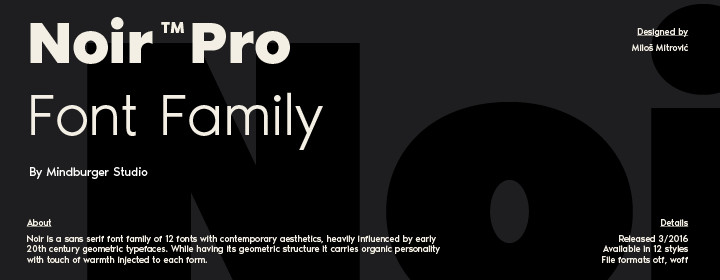 Noir™ Pro
Font Family
By Mindburger Studio
Designed by
Miloš Mitrović
About
Noir is a sans serif font family of 12 fonts with contemporary aesthetics, heavily influenced by early
20th century geometric typefaces. While having its geometric structure it carries organic personality
with touch of warmth injected to each form.
Details
Released 3/2016
Available in 12 styles
File formats otf, woff
Noi